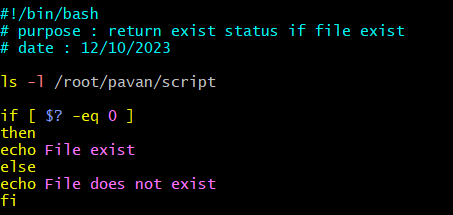 #!/bin/bash
# purpose : return exist status if file exist
# date : 12/10/2023
ls -l /root/pavan/script
if [ $? -eq 0 ]
then
echo File exist
else
echo File does not exist
fi